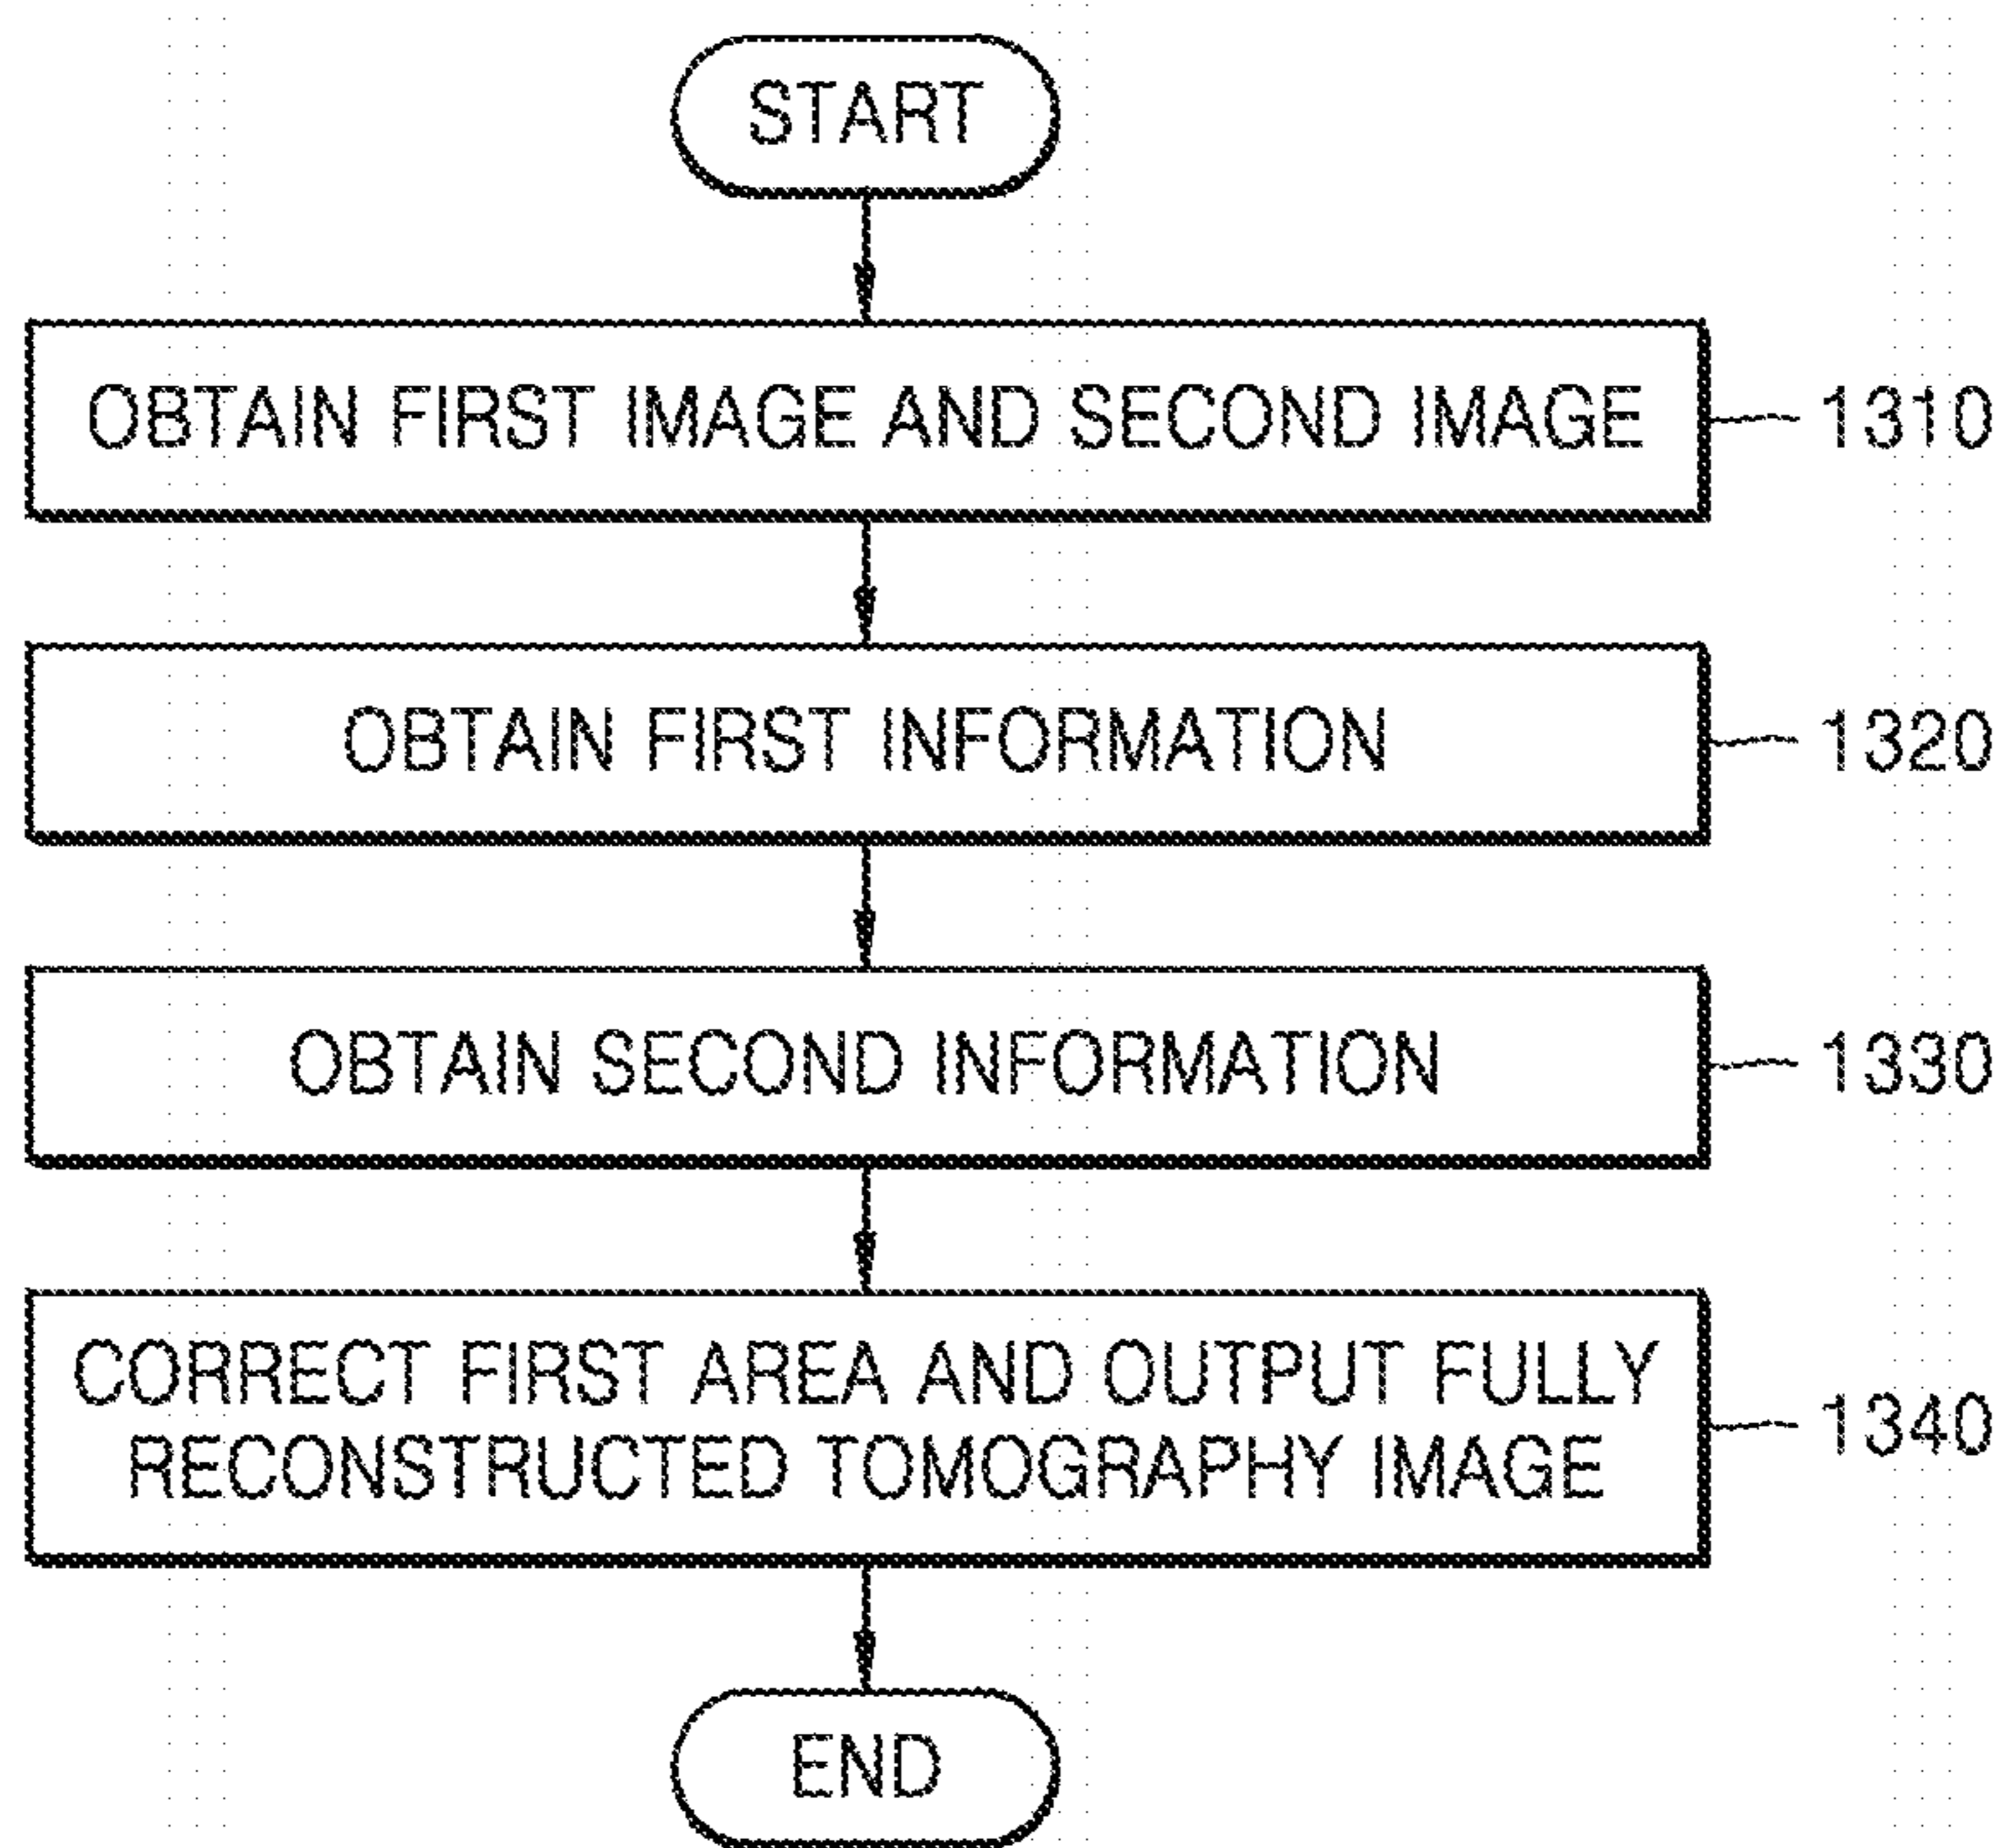 START
OBTAIN FIRST IMAGE AND SECOND IMAGE
1310
OBTAIN FIRST INFORMATION
1320
OBTAIN SECOND INFORMATION
1330
CORRECT FIRST AREA AND OUTPUT FULLY
RECONSTRUCTED TOMOGRAPHY IMAGE
1340
END